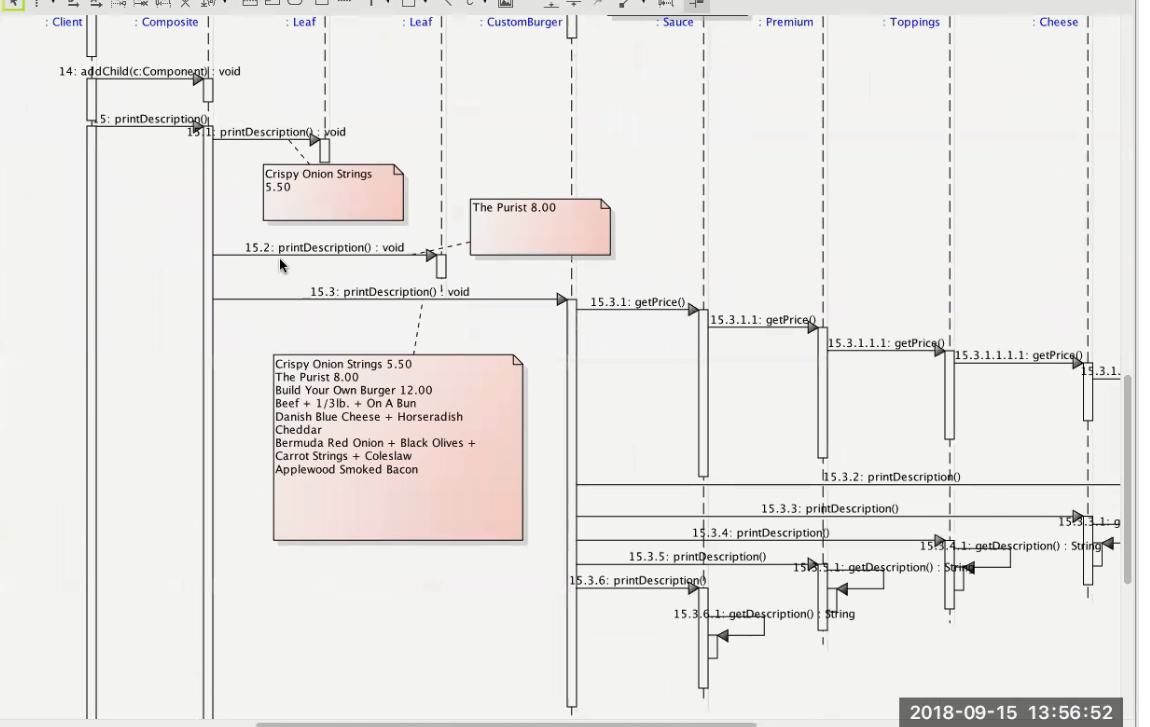 : Client
: Composite
: Leaf
: Leaf
: CustomBurger
: Sauce
: Premium
: Toppings
: Cheese
14: addChild(c:Component) : void
5: printDescription()
15.1: printDescription() : void
Crispy Onion Strings
5.50
The Purist 8.00
15.2: printDescription() : void
15.3: printDescription() : void
15.3.1: getPrice()
15.3.1.1: getPrice()
15.3.1.1.1: getPrice()
15.3.1.1.1.1: getPrice()
15.3.1.
Crispy Onion Strings 5.50
The Purist 8.00
Build Your Own Burger 12.00
Beef + 1/3lb. + On A Bun
Danish Blue Cheese + Horseradish
Cheddar
Bermuda Red Onion + Black Olives +
Carrot Strings + Coleslaw
Applewood Smoked Bacon
15.3.2: printDescription()
15.3.3: printDescription()
15.3.3.1: g
15.3.4: printDescription()
15.3.4.1: getDescription() : String
15.3.5: printDescription()
15.3.5.1: getDescription() : String
15.3.6: printDescription()
15.3.6.1: getDescription() : String
2018-09-15 13:56:52